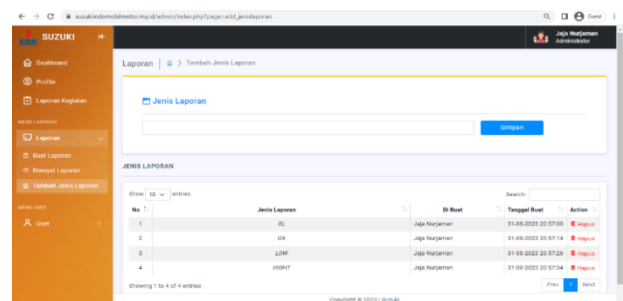 suzukiindomobilmotor.my.id/admin/index.php?page=add_jenislaporan
Guest
SUZUKI
Jaja Nurjaman
Administrator
Dashboard
Profile
Laporan Kegiatan
MENU LAPORAN
Laporan
Buat Laporan
Riwayat Laporan
Tambah Jenis Laporan
MENU USER
User
Laporan > Tambah Jenis Laporan
Jenis Laporan
Simpan
JENIS LAPORAN
Show 10 entries
Search:
No Jenis Laporan Di Buat Tanggal Buat Action
1 BL Jaja Nurjaman 31-08-2023 20:57:00 Hapus
2 GX Jaja Nurjaman 31-08-2023 20:57:14 Hapus
3 LOW Jaja Nurjaman 31-08-2023 20:57:26 Hapus
4 HIGHT Jaja Nurjaman 31-08-2023 20:57:34 Hapus
Showing 1 to 4 of 4 entries
Prev 1 Next
Copyright © 2023 | Suzuki